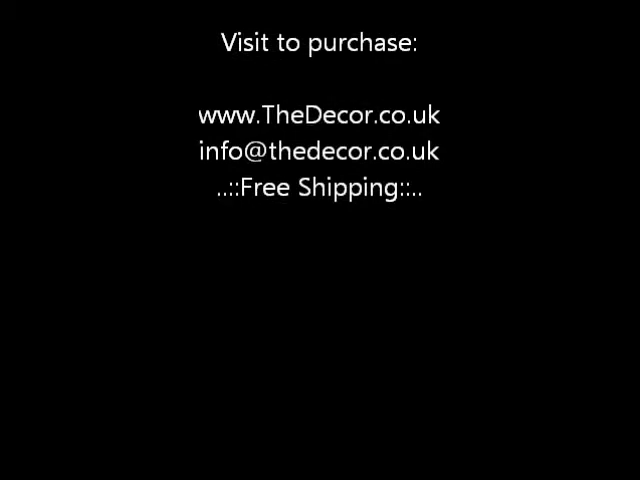 Visit to purchase:
www.TheDecor.co.uk
info@thedecor.co.uk
..::Free Shipping::..